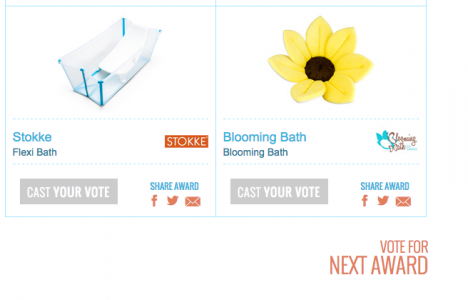 Stokke
Flexi Bath
STOKKE
CAST YOUR VOTE
SHARE AWARD
Blooming Bath
Blooming Bath
Blooming
Bath
CAST YOUR VOTE
SHARE AWARD
VOTE FOR
NEXT AWARD